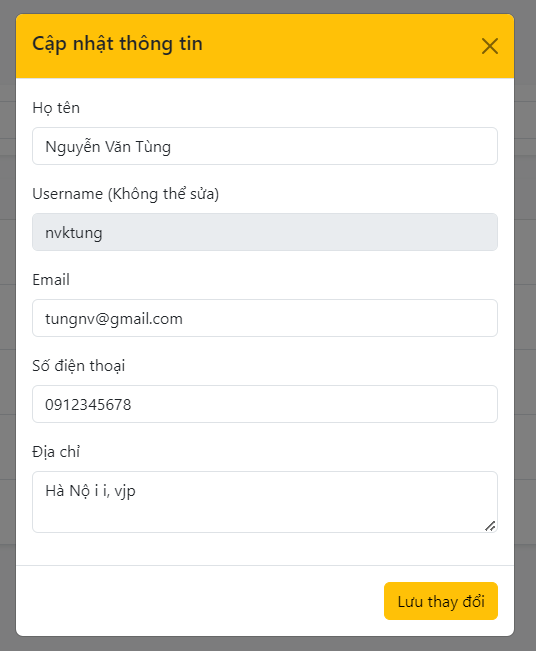 Cập nhật thông tin
Họ tên
Nguyễn Văn Tùng
Username (Không thể sửa)
nvktung
Email
tungnv@gmail.com
Số điện thoại
0912345678
Địa chỉ
Hà Nộ i i, vjp
Lưu thay đổi